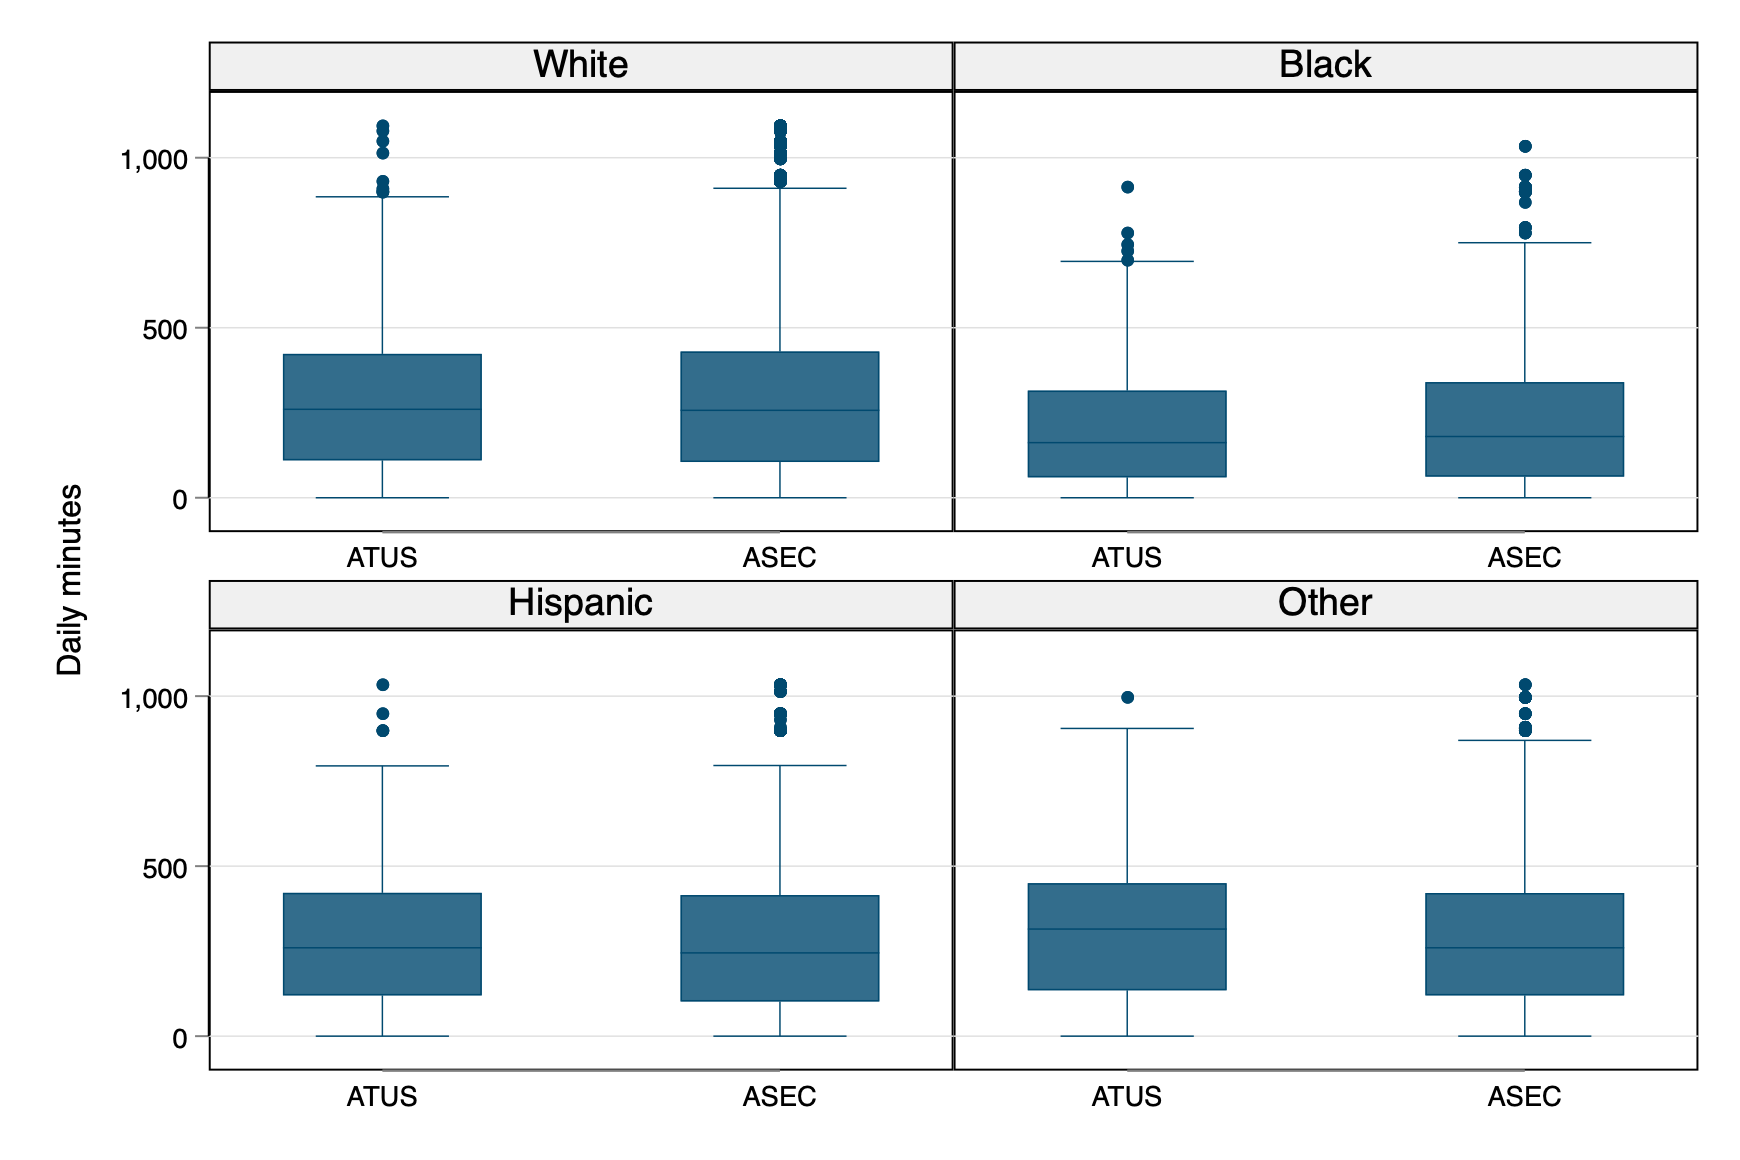 White
Black
1,000
500
0
ATUS
ASEC
ATUS
ASEC
Daily minutes
Hispanic
Other
1,000
500
0
ATUS
ASEC
ATUS
ASEC